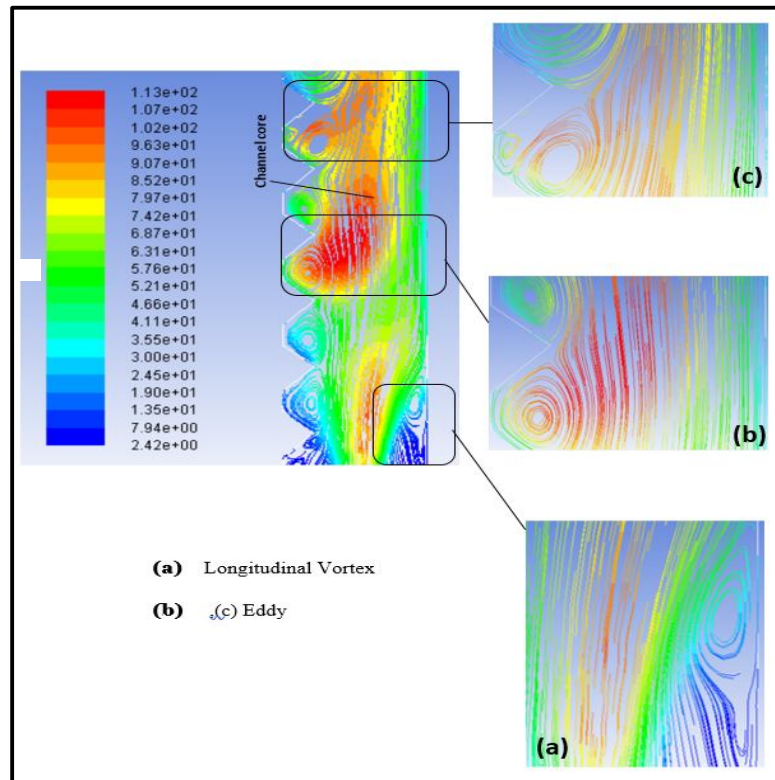 1.13e+02
1.07e+02
1.02e+02
9.63e+01
9.07e+01
8.52e+01
7.97e+01
7.42e+01
6.87e+01
6.31e+01
5.76e+01
5.21e+01
4.66e+01
4.11e+01
3.55e+01
3.00e+01
2.45e+01
1.90e+01
1.35e+01
7.94e+00
2.42e+00
Channel core
(c)
(b)
(a)
(a) Longitudinal Vortex
(b) ,(c) Eddy